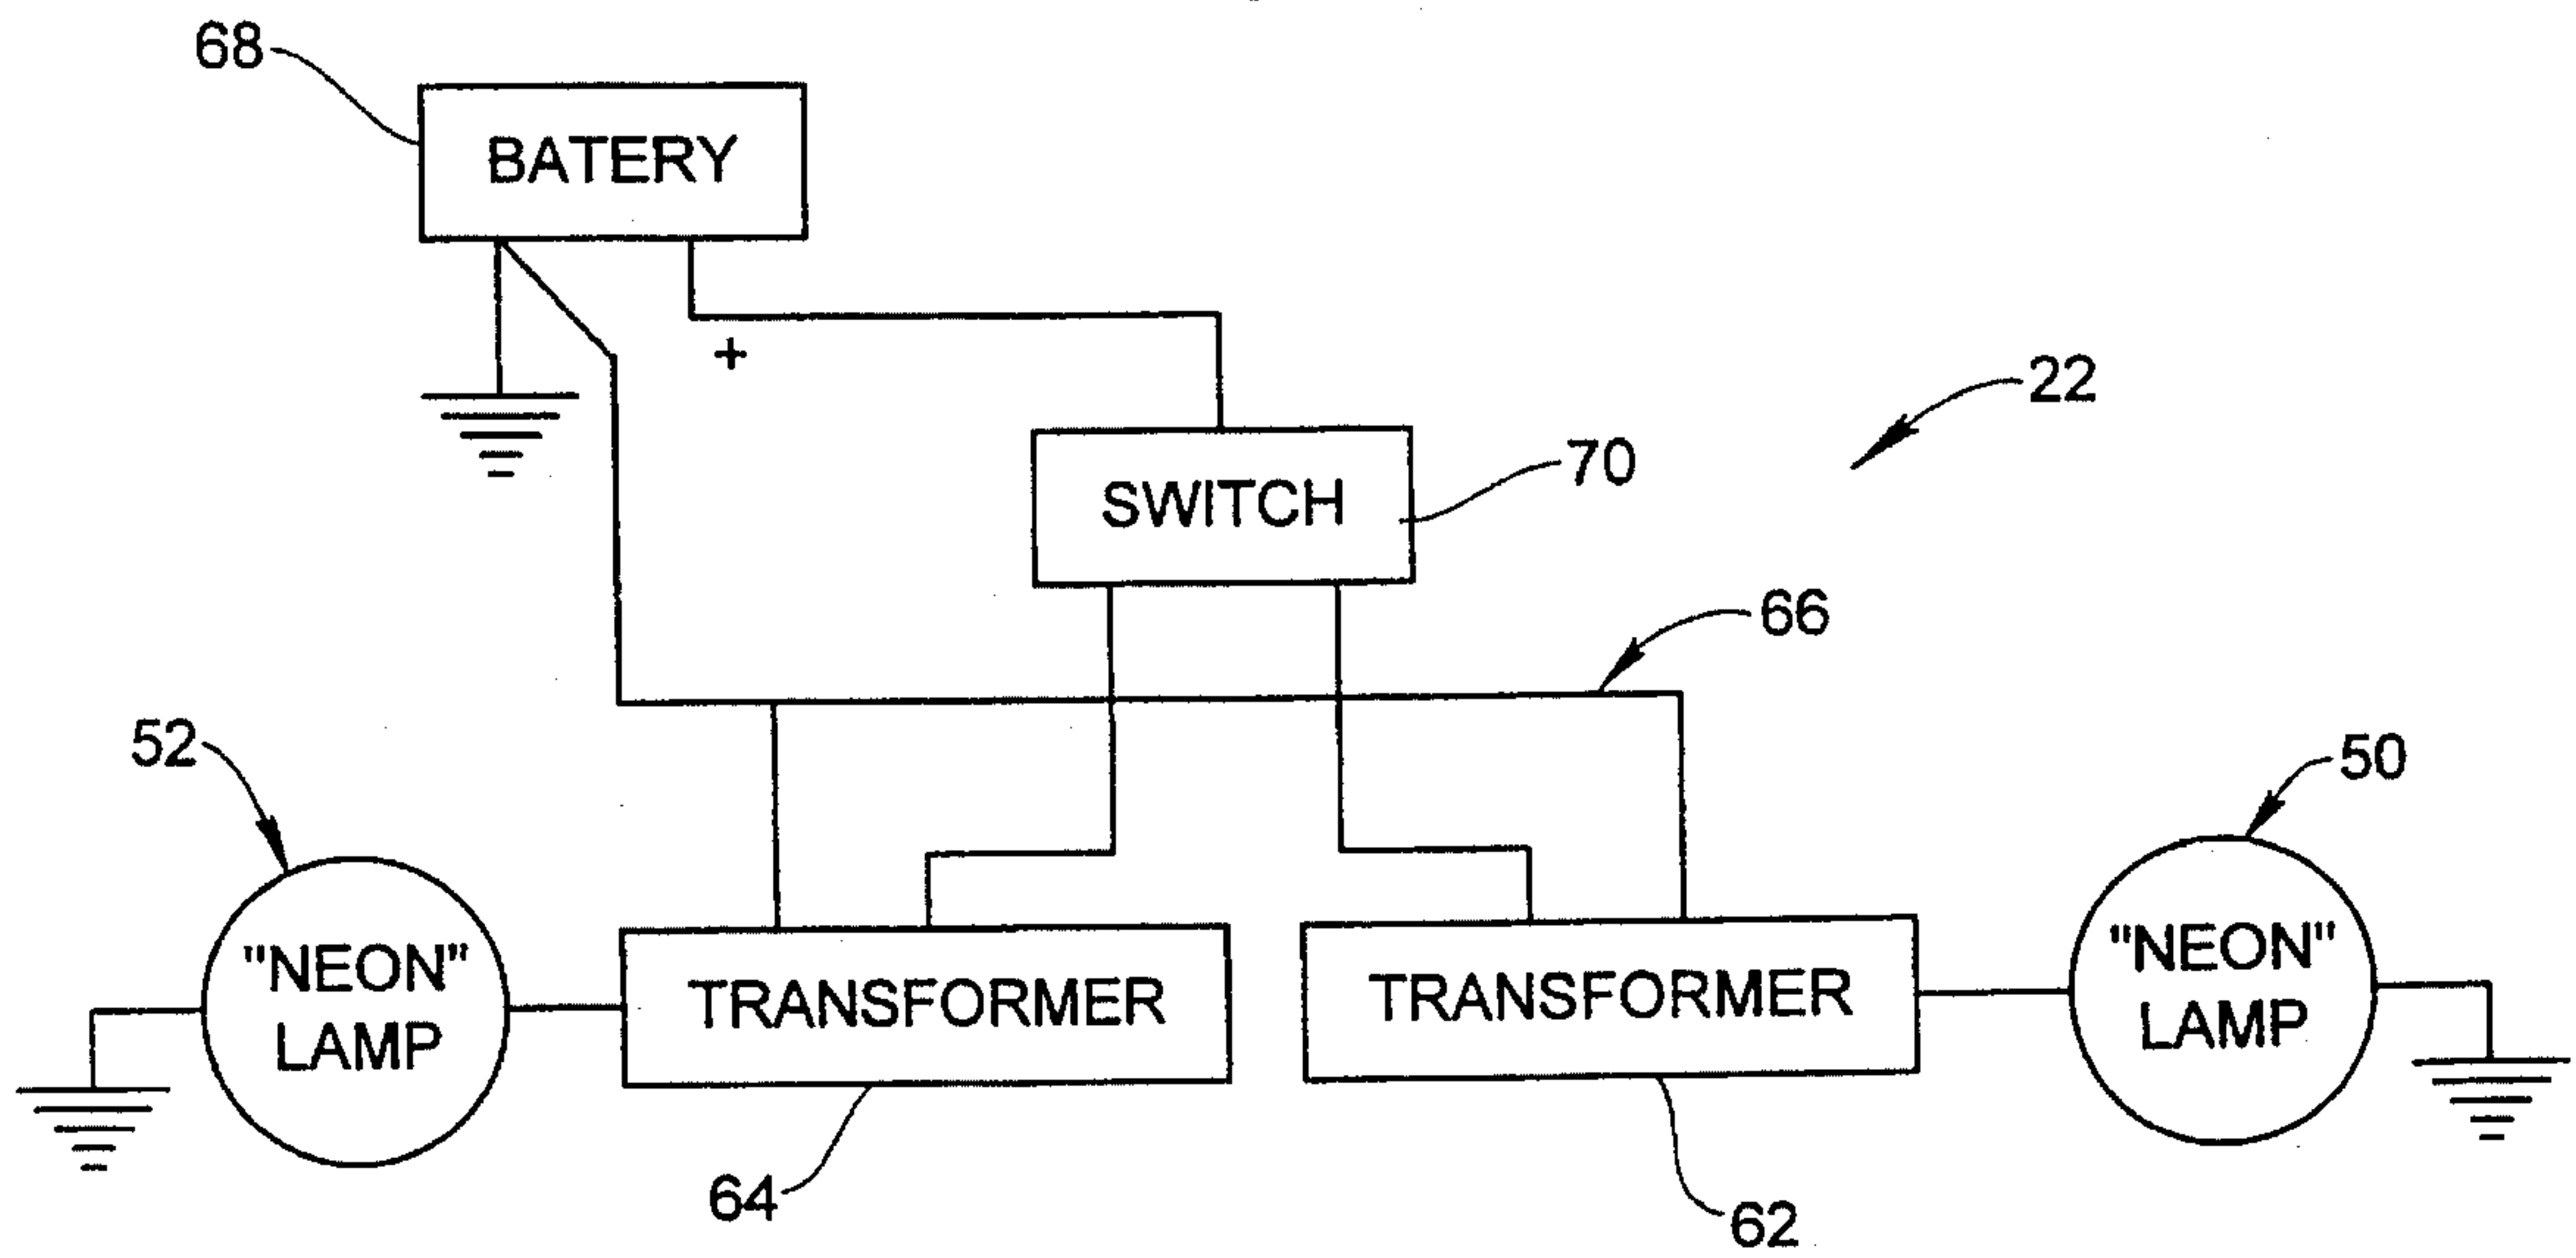 68
BATERY
+
22
SWITCH
70
66
52
50
"NEON"
LAMP
TRANSFORMER
TRANSFORMER
"NEON"
LAMP
64
62